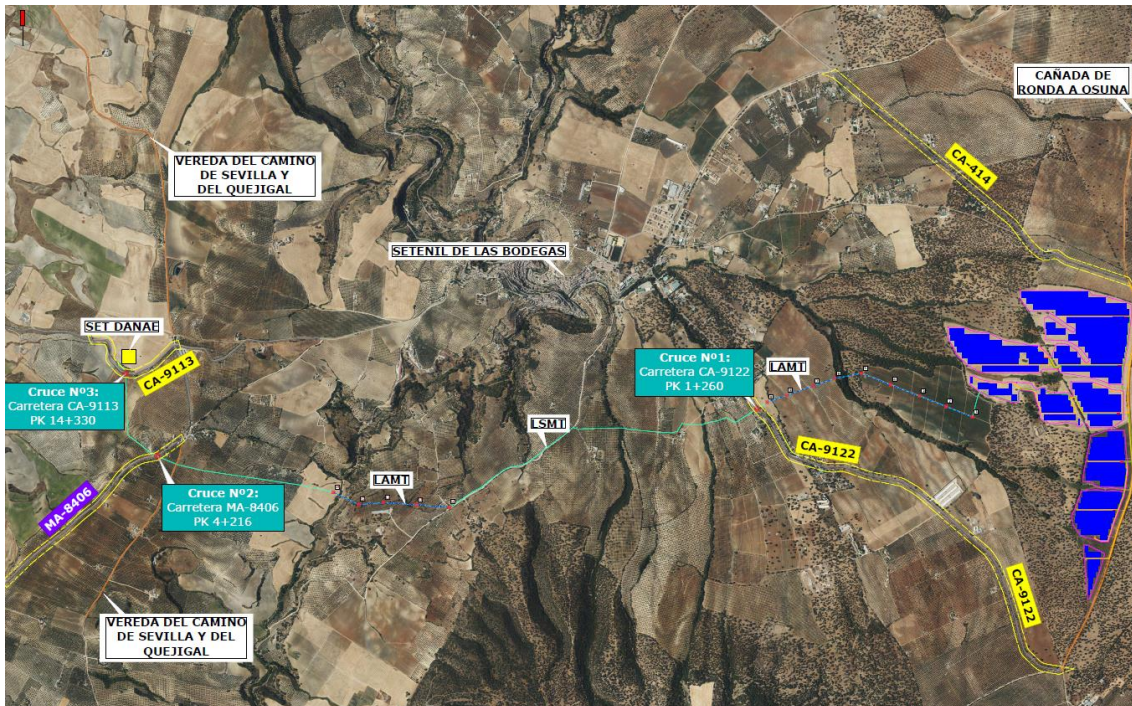 CAÑADA DE
RONDA A OSUNA
VEREDA DEL CAMINO
DE SEVILLA Y
DEL QUEJIGAL
CA-414
SETENIL DE LAS BODEGAS
SET DANAE
CA-9113
Cruce Nº3:
Carretera CA-9113
PK 14+330
Cruce Nº1:
Carretera CA-9122
PK 1+260
LAMT
LSMT
CA-9122
LAMT
Cruce Nº2:
Carretera MA-8406
PK 4+216
MA-8406
CA-9122
VEREDA DEL CAMINO
DE SEVILLA Y DEL
QUEJIGAL